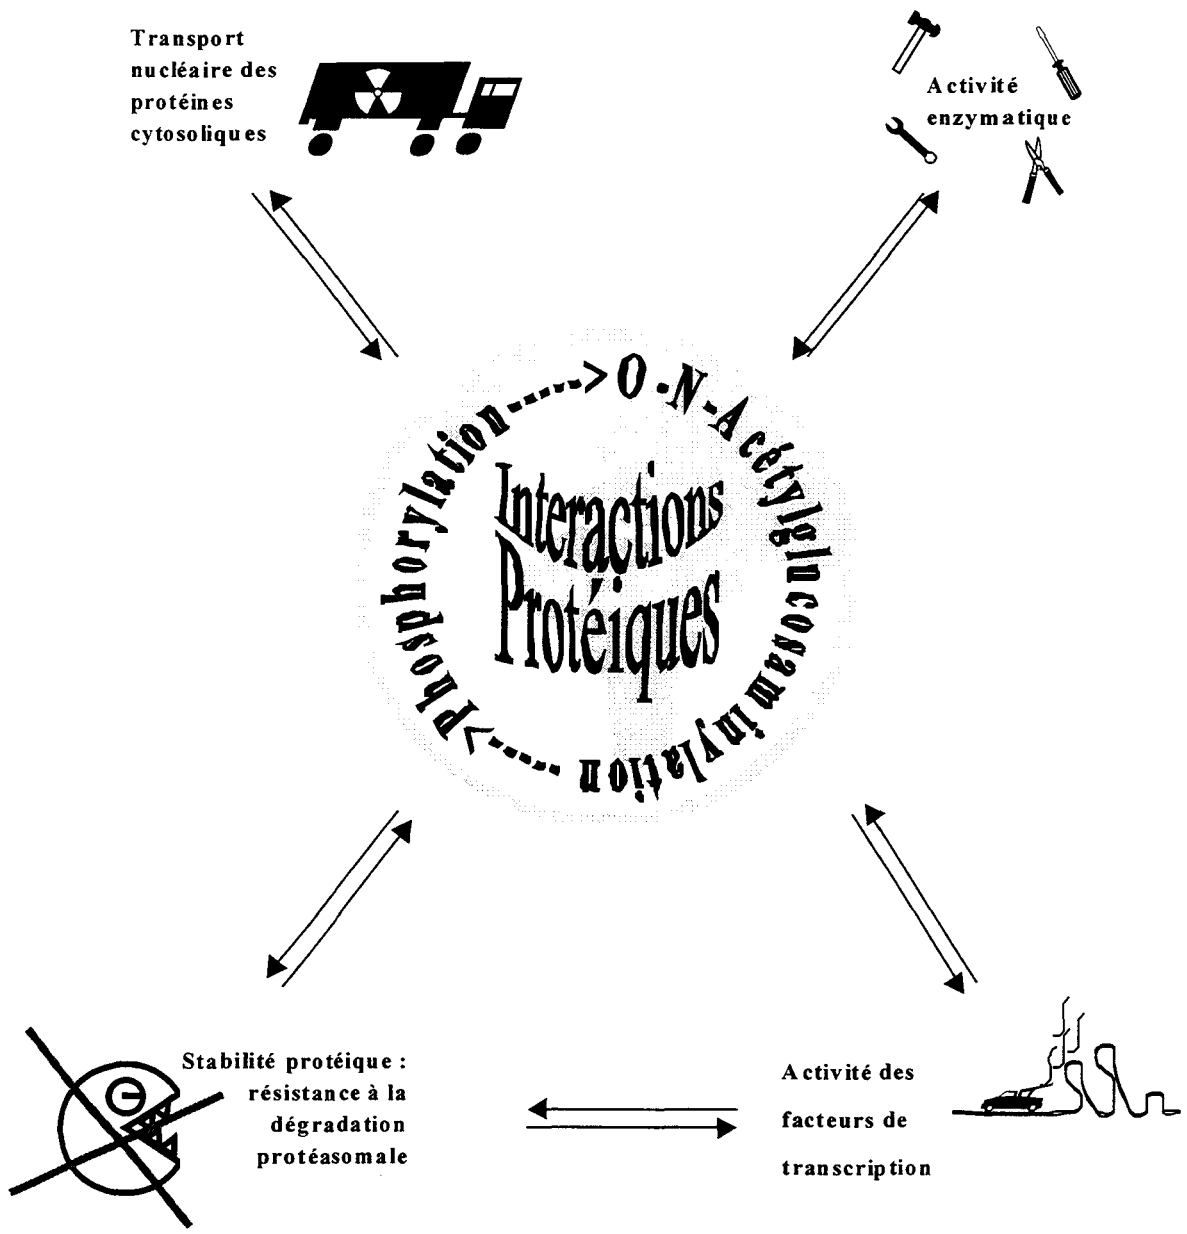 Transport
nucléaire des
protéines
cytosoliques
Activité
enzymatique
Phosphorylation----->O-N-Acétylglucosaminylation ---->
Interactions
Protéiques
Stabilité protéique :
résistance à la
dégradation
protéasomale
Activité des
facteurs de
transcription